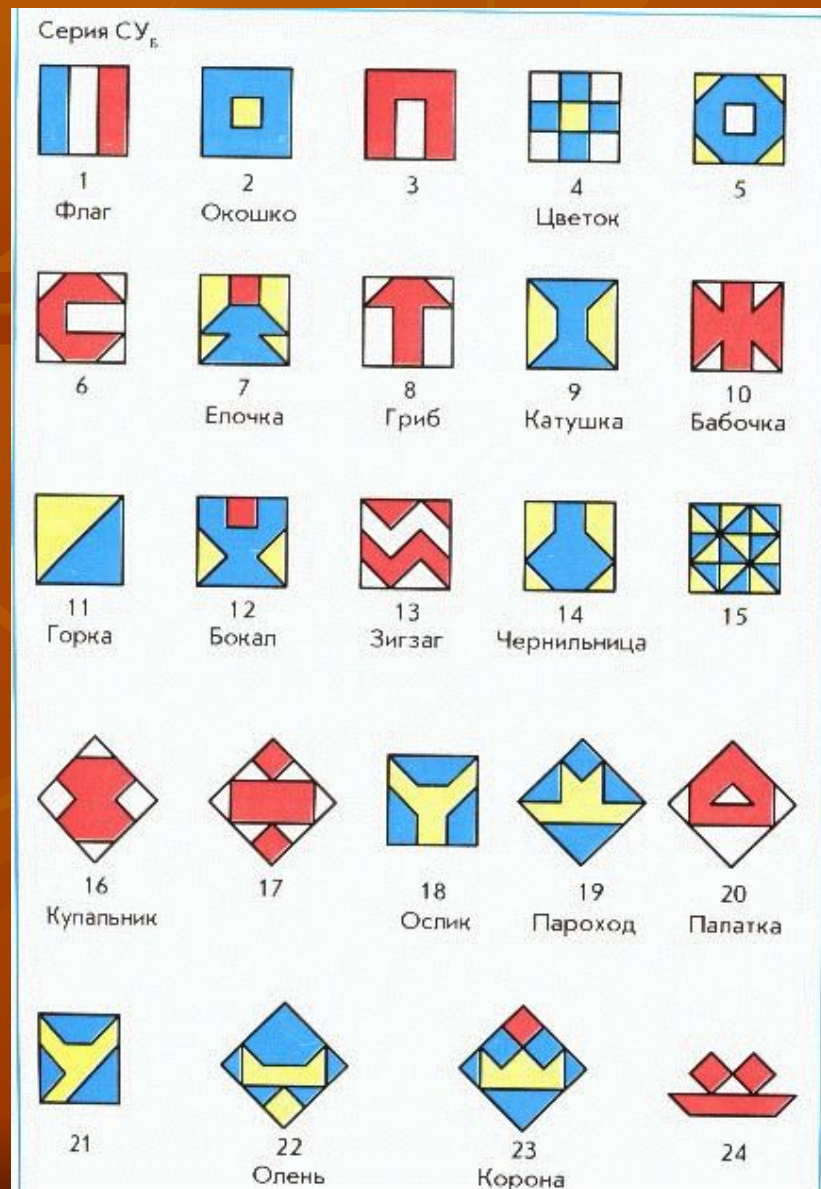 Серия СУБ
1 2 3 4 5
Флаг Окошко Цветок
6 7 8 9 10
Елочка Гриб Катушка Бабочка
11 12 13 14 15
Горка Бокал Зигзаг Чернильница
16 17 18 19 20
Купальник Ослик Пароход Папатка
21 22 23 24
Олень Корона